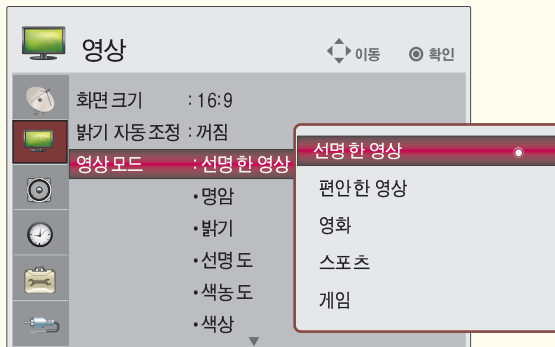 영상
이동 ◉ 확인
화면 크기 : 16:9
밝기 자동 조정 : 꺼짐
영상 모드 : 선명한 영상
•명암
•밝기
•선명도
•색농도
•색상
선명한 영상
편안한 영상
영화
스포츠
게임